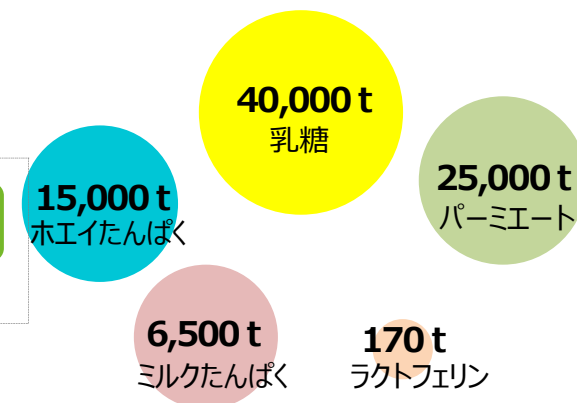 40,000 t
乳糖
25,000 t
パーミエート
15,000 t
ホエイたんぱく
6,500 t
ミルクたんぱく
170 t
ラクトフェリン